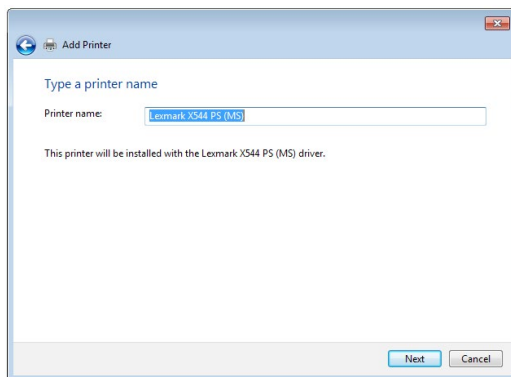 Add Printer
Type a printer name
Printer name: Lexmark X544 PS (MS)
This printer will be installed with the Lexmark X544 PS (MS) driver.
Next Cancel